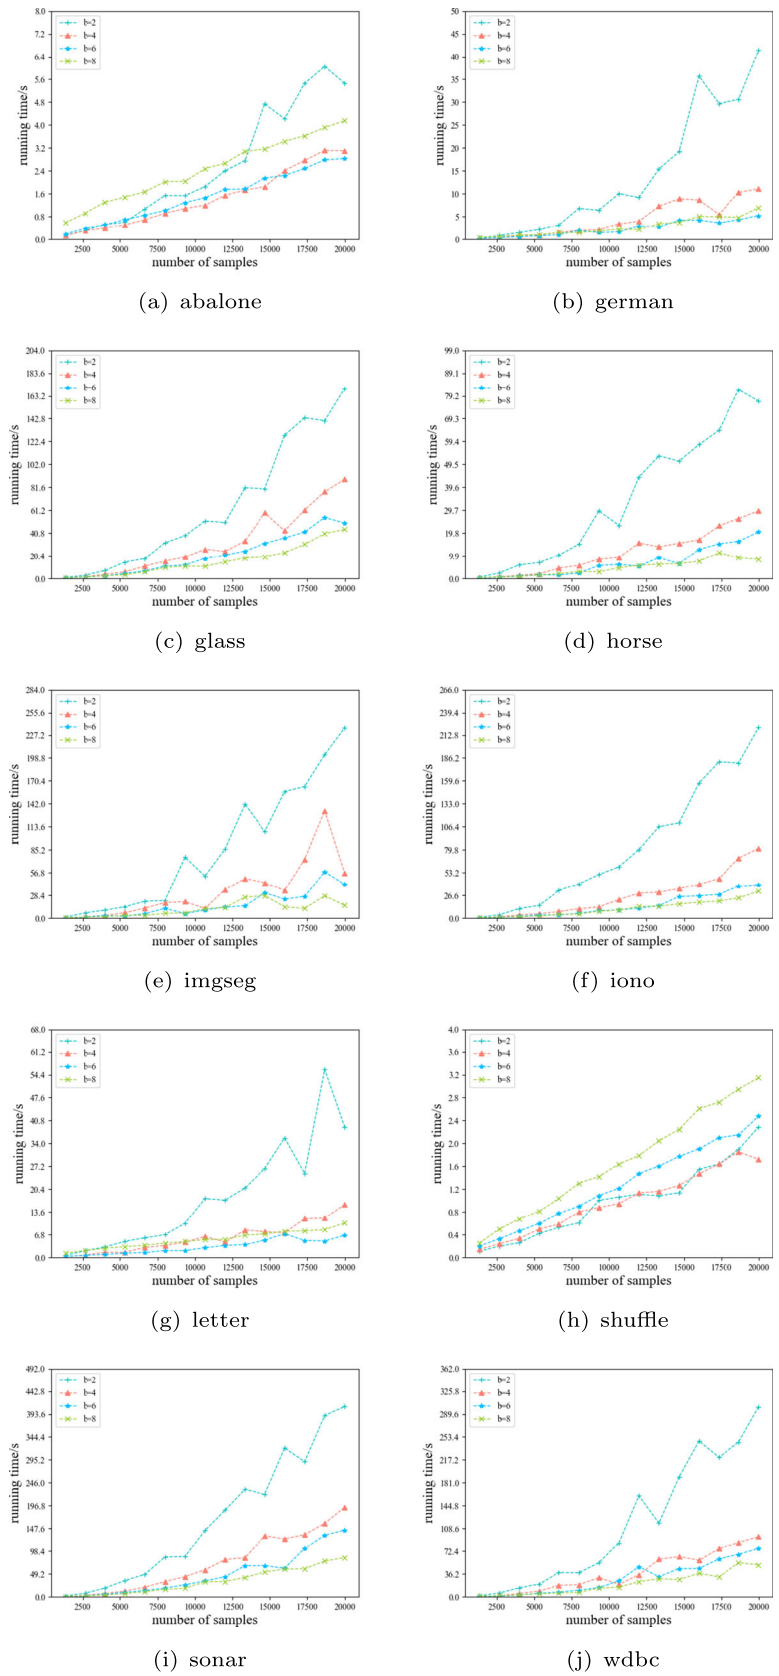 8.0
7.2
6.4
5.6
4.8
4.0
3.2
2.4
1.6
0.8
0.0
running time/s
b=2
b=4
b=6
b=8
2500 5000 7500 10000 12500 15000 17500 20000
number of samples
(a) abalone
50
45
40
35
30
25
20
15
10
5
0
running time/s
b=2
b=4
b=6
b=8
2500 5000 7500 10000 12500 15000 17500 20000
number of samples
(b) german
204.0
183.6
163.2
142.8
122.4
102.0
81.6
61.2
40.8
20.4
0.0
running time/s
b=2
b=4
b=6
b=8
2500 5000 7500 10000 12500 15000 17500 20000
number of samples
(c) glass
99.0
89.1
79.2
69.3
59.4
49.5
39.6
29.7
19.8
9.9
0.0
running time/s
b=2
b=4
b=6
b=8
2500 5000 7500 10000 12500 15000 17500 20000
number of samples
(d) horse
284.0
255.6
227.2
198.8
170.4
142.0
113.6
85.2
56.8
28.4
0.0
running time/s
b=2
b=4
b=6
b=8
2500 5000 7500 10000 12500 15000 17500 20000
number of samples
(e) imgseg
266.0
239.4
212.8
186.2
159.6
133.0
106.4
79.8
53.2
26.6
0.0
running time/s
b=2
b=4
b=6
b=8
2500 5000 7500 10000 12500 15000 17500 20000
number of samples
(f) iono
68.0
61.2
54.4
47.6
40.8
34.0
27.2
20.4
13.6
6.8
0.0
running time/s
b=2
b=4
b=6
b=8
2500 5000 7500 10000 12500 15000 17500 20000
number of samples
(g) letter
4.0
3.6
3.2
2.8
2.4
2.0
1.6
1.2
0.8
0.4
0.0
running time/s
b=2
b=4
b=6
b=8
2500 5000 7500 10000 12500 15000 17500 20000
number of samples
(h) shuffle
492.0
442.8
393.6
344.4
295.2
246.0
196.8
147.6
98.4
49.2
0.0
running time/s
b=2
b=4
b=6
b=8
2500 5000 7500 10000 12500 15000 17500 20000
number of samples
(i) sonar
362.0
325.8
289.6
253.4
217.2
181.0
144.8
108.6
72.4
36.2
0.0
running time/s
b=2
b=4
b=6
b=8
2500 5000 7500 10000 12500 15000 17500 20000
number of samples
(j) wdbc